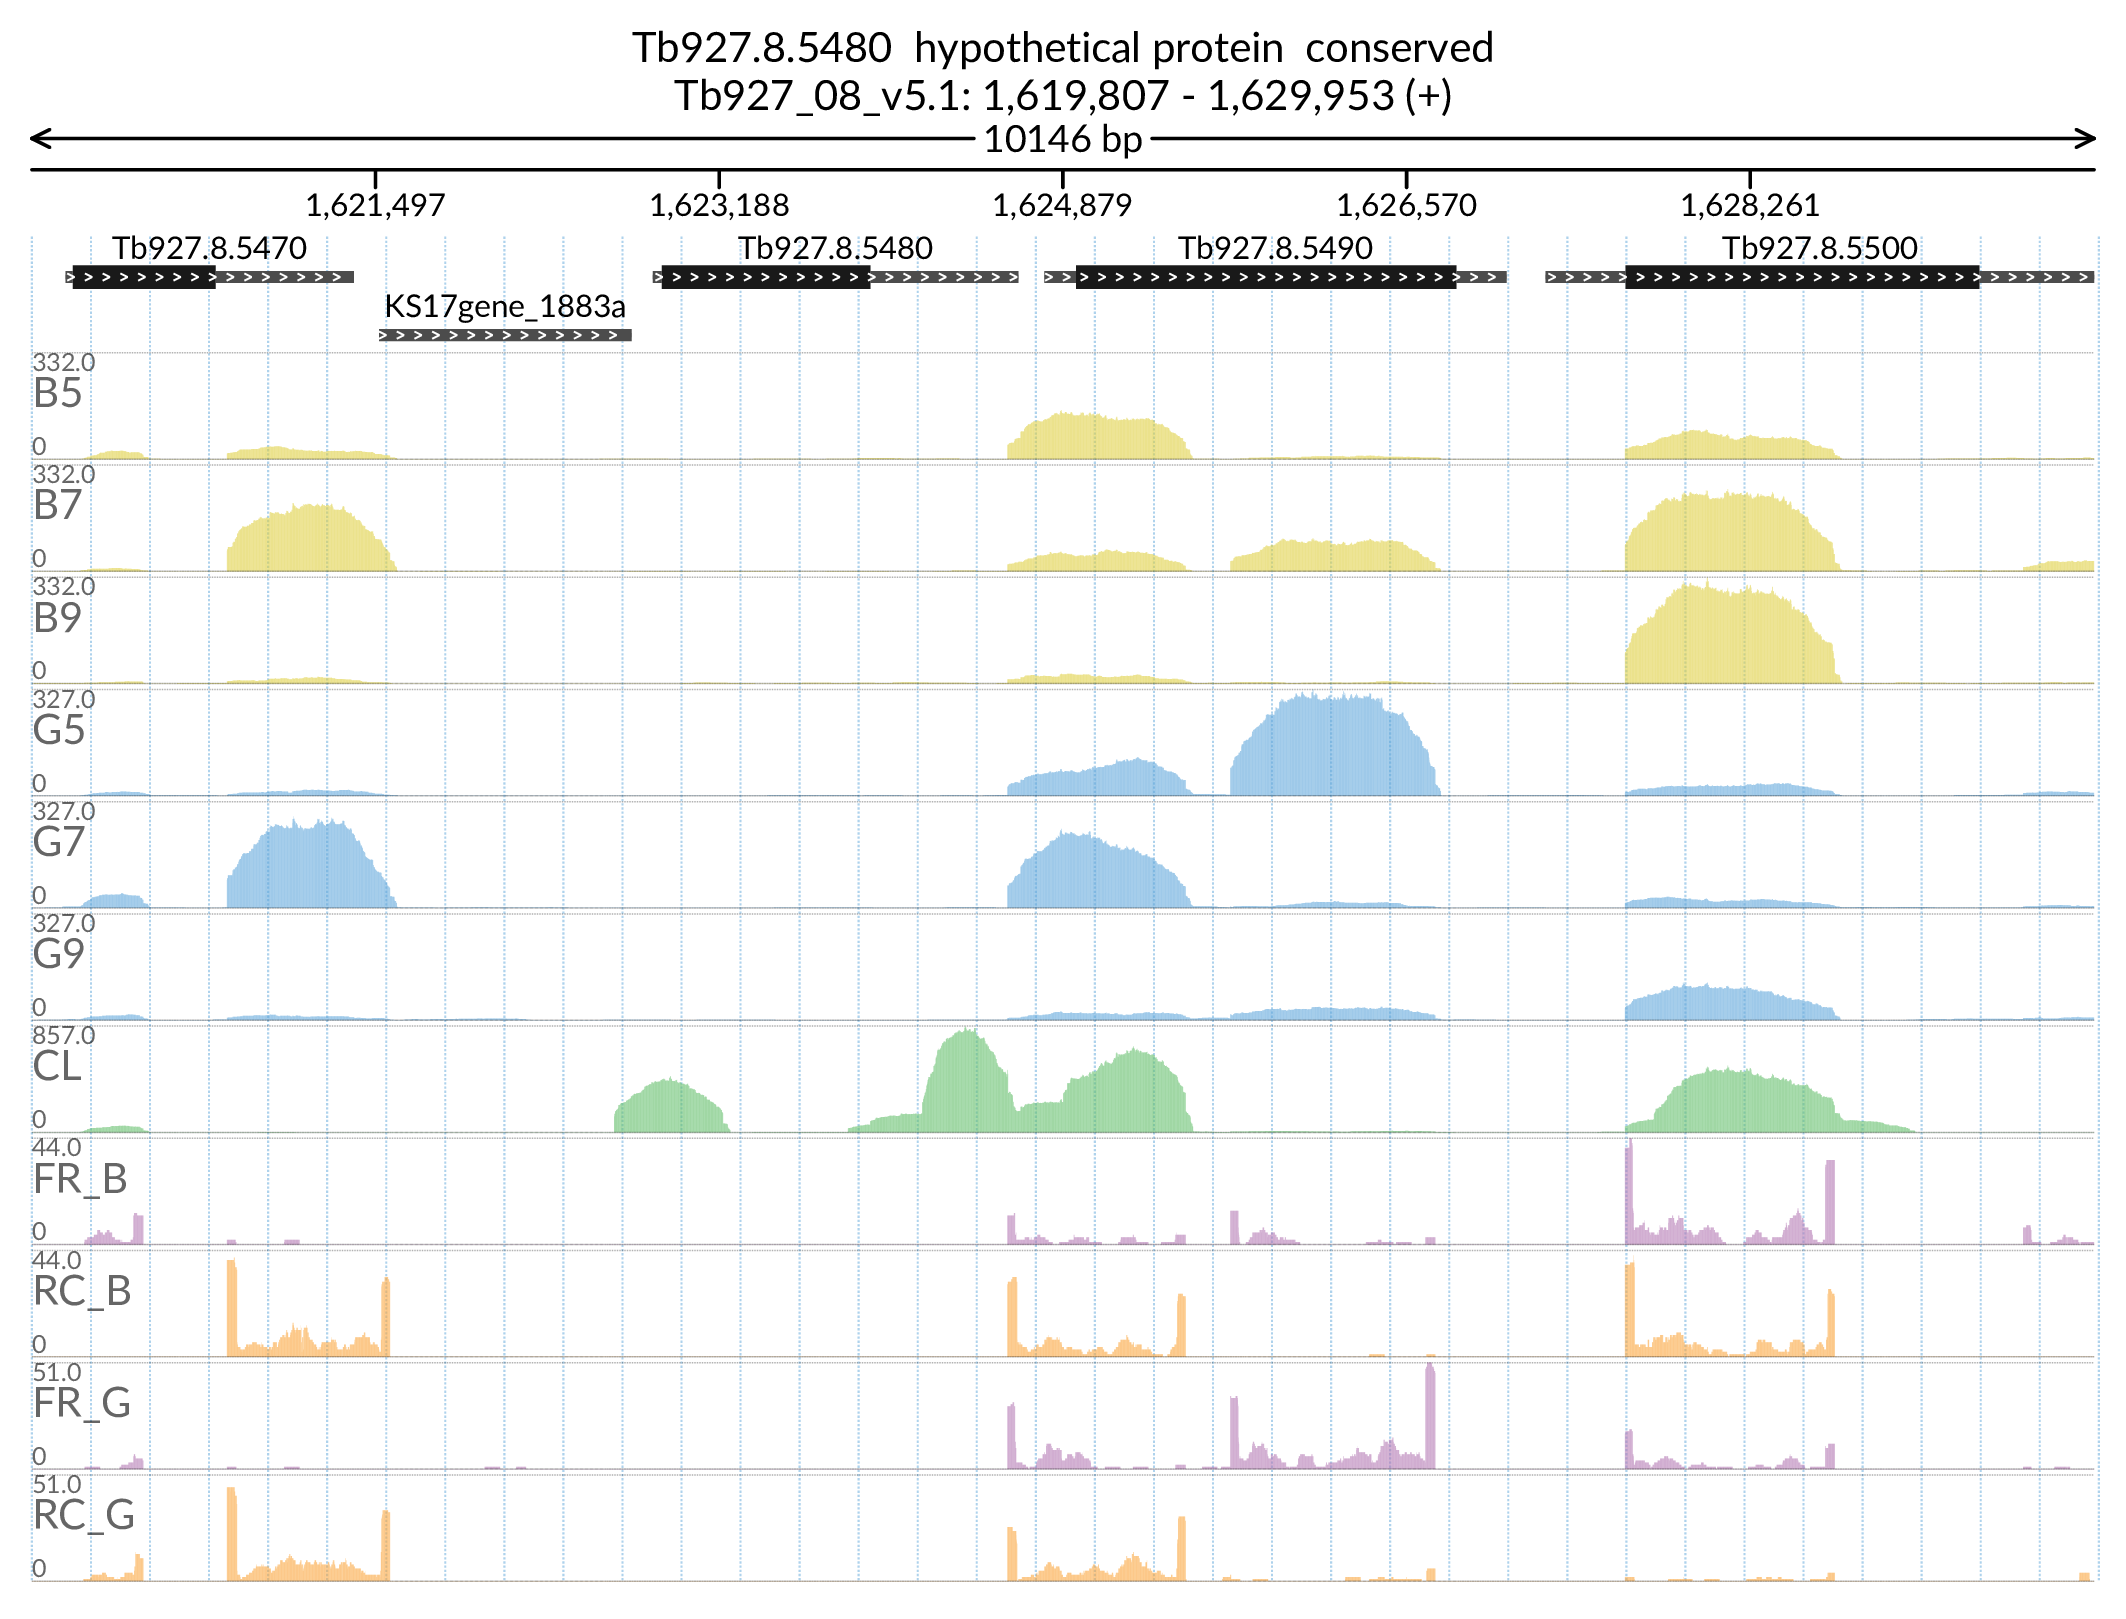 Tb927.8.5480 hypothetical protein conserved
Tb927_08_v5.1: 1,619,807 - 1,629,953 (+)
10146 bp
1,621,497 1,623,188 1,624,879 1,626,570 1,628,261
Tb927.8.5470 Tb927.8.5480 Tb927.8.5490 Tb927.8.5500
KS17gene_1883a
332.0
B5
0
332.0
B7
0
332.0
B9
0
327.0
G5
0
327.0
G7
0
327.0
G9
0
857.0
CL
0
44.0
FR_B
0
44.0
RC_B
0
51.0
FR_G
0
51.0
RC_G
0